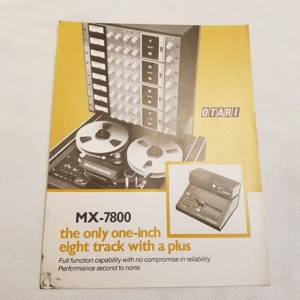 OTARI
MX-7800
the only one-inch
eight track with a plus
Full function capability with no compromise in reliability.
Performance second to none.